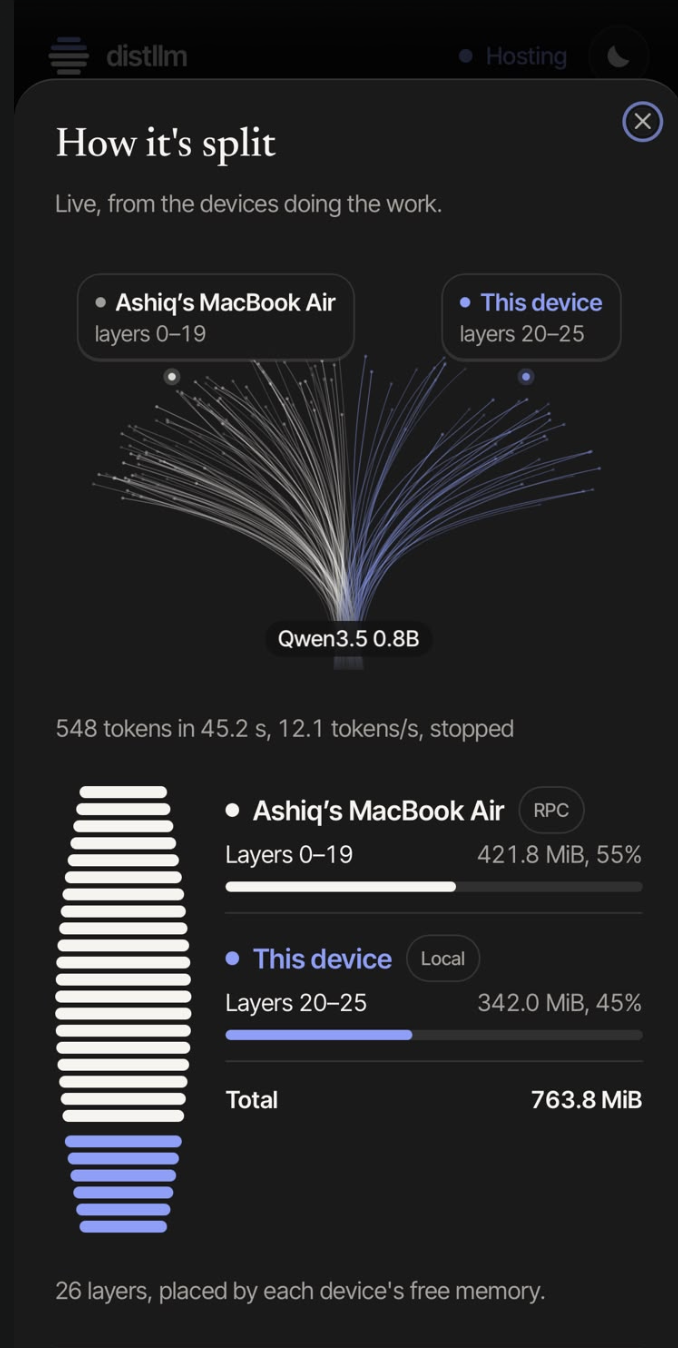 distllm
Hosting
How it's split
Live, from the devices doing the work.
Ashiq’s MacBook Air
layers 0–19
This device
layers 20–25
Qwen3.5 0.8B
548 tokens in 45.2 s, 12.1 tokens/s, stopped
Ashiq’s MacBook Air RPC
Layers 0–19 421.8 MiB, 55%
This device Local
Layers 20–25 342.0 MiB, 45%
Total 763.8 MiB
26 layers, placed by each device's free memory.